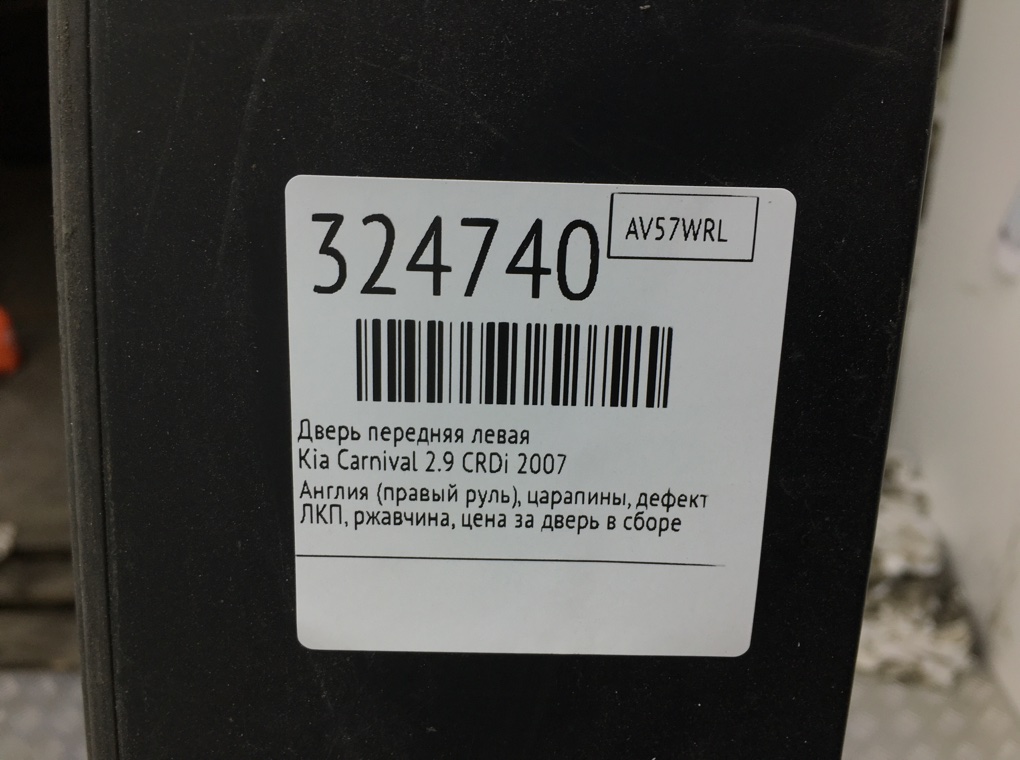 324740
AV57WRL
Дверь передняя левая
Kia Carnival 2.9 CRDi 2007
Англия (правый руль), царапины, дефект
ЛКП, ржавчина, цена за дверь в сборе